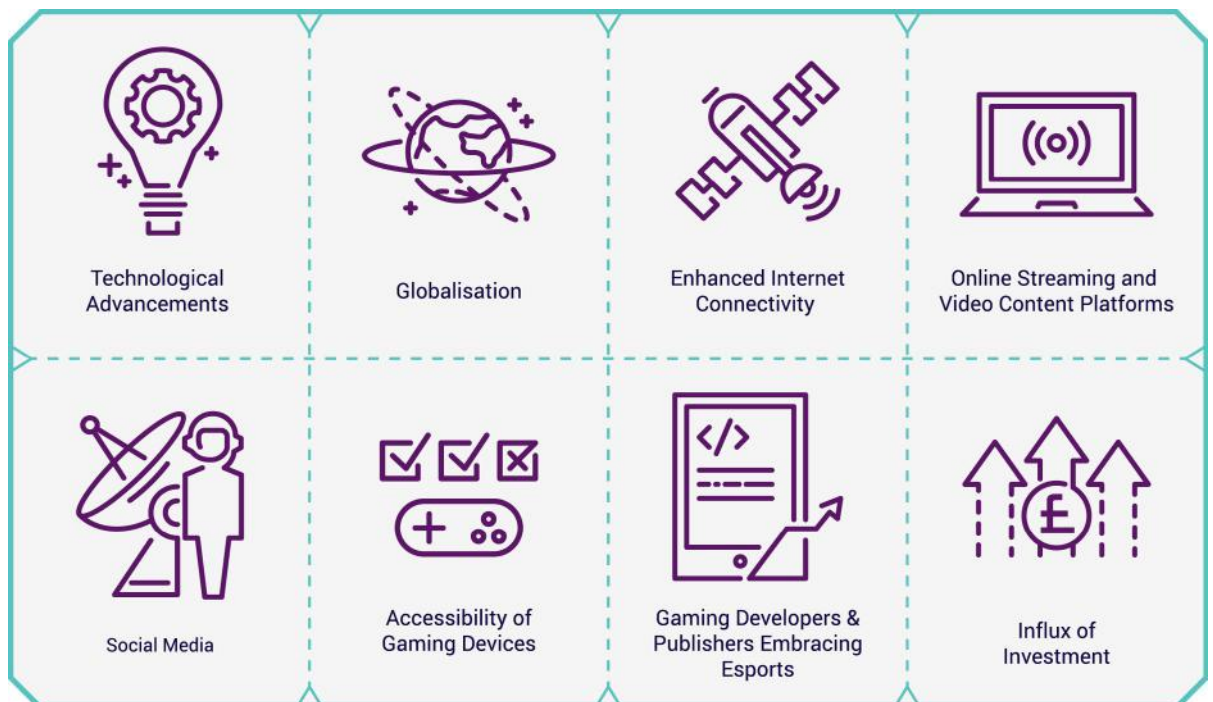 Technological
Advancements
Globalisation
Enhanced Internet
Connectivity
Online Streaming and
Video Content Platforms
Social Media
Accessibility of
Gaming Devices
Gaming Developers &
Publishers Embracing
Esports
Influx of
Investment